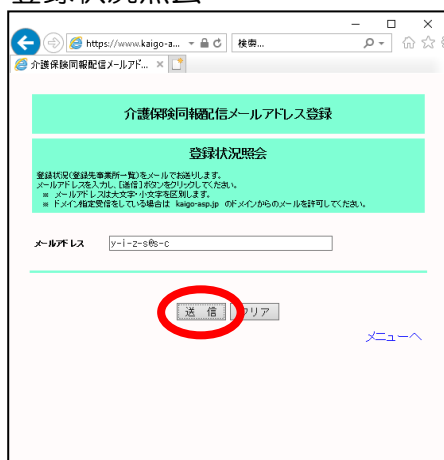 登録状況照会
https://www.kaigo-a...
検索...
介護保険同報配信メールアドレ...
介護保険同報配信メールアドレス登録
登録状況照会
登録状況(登録先事業所一覧)をメールでお送りします。
メールアドレスを入力し、[送信]ボタンをクリックしてください。
※ メールアドレスは大文字・小文字を区別します。
※ ドメイン指定受信をしている場合は kaigo-asp.jp のドメインからのメールを許可してください。
メールアドレス y-i-z-s@s-c
送 信
クリア
メニューへ